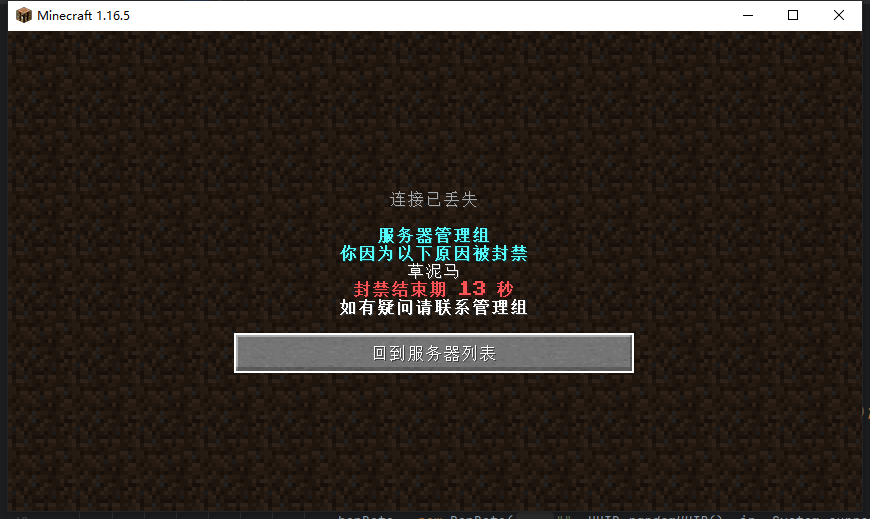 Minecraft 1.16.5
连接已丢失
服务器管理组
你因为以下原因被封禁
草泥马
封禁结束期 13 秒
如有疑问请联系管理组
回到服务器列表